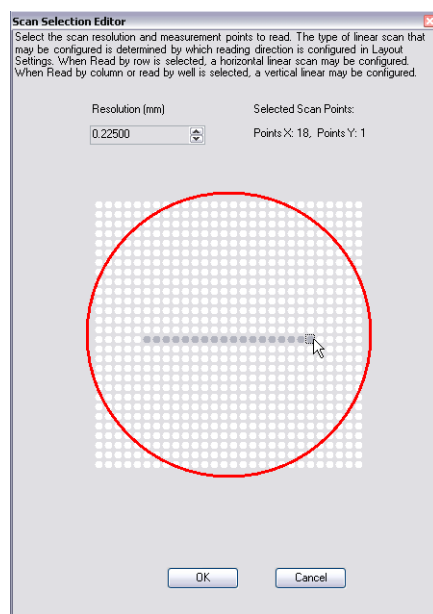 Scan Selection Editor
Select the scan resolution and measurement points to read. The type of linear scan that
may be configured is determined by which reading direction is configured in Layout
Settings. When Read by row is selected, a horizontal linear scan may be configured.
When Read by column or read by well is selected, a vertical linear may be configured.
Resolution (mm) Selected Scan Points:
0.22500 Points X: 18, Points Y: 1
OK Cancel